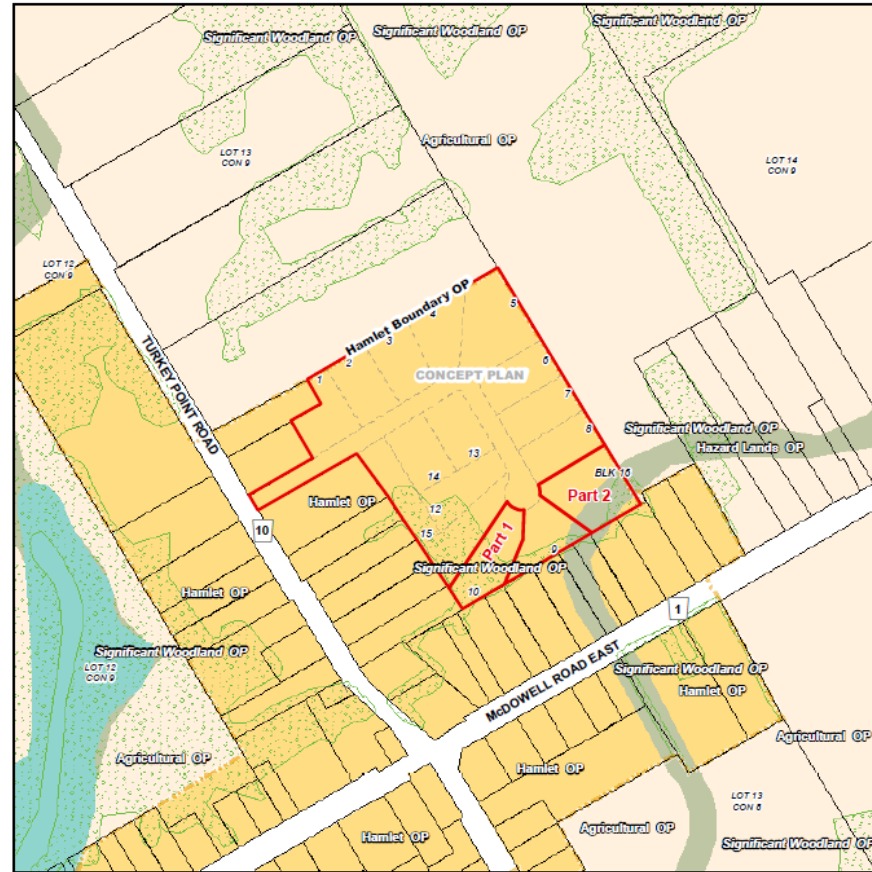 Significant Woodland OP
Significant Woodland OP
Significant Woodland OP
Agricultural OP
LOT 13
CON 9
LOT 14
CON 9
LOT 12
CON 9
Hamlet Boundary OP
TURKEY POINT ROAD
1
2
3
4
5
6
7
8
CONCEPT PLAN
Significant Woodland OP
Hazard Lands OP
13
14
BLK 16
Part 2
Hamlet OP
10
12
15
Part 1
9
Significant Woodland OP
10
Hamlet OP
1
McDOWELL ROAD EAST
Significant Woodland OP
LOT 12
CON 9
Significant Woodland OP
Hamlet OP
Agricultural OP
Agricultural OP
Hamlet OP
LOT 13
CON 8
Agricultural OP
Hamlet OP
Significant Woodland OP